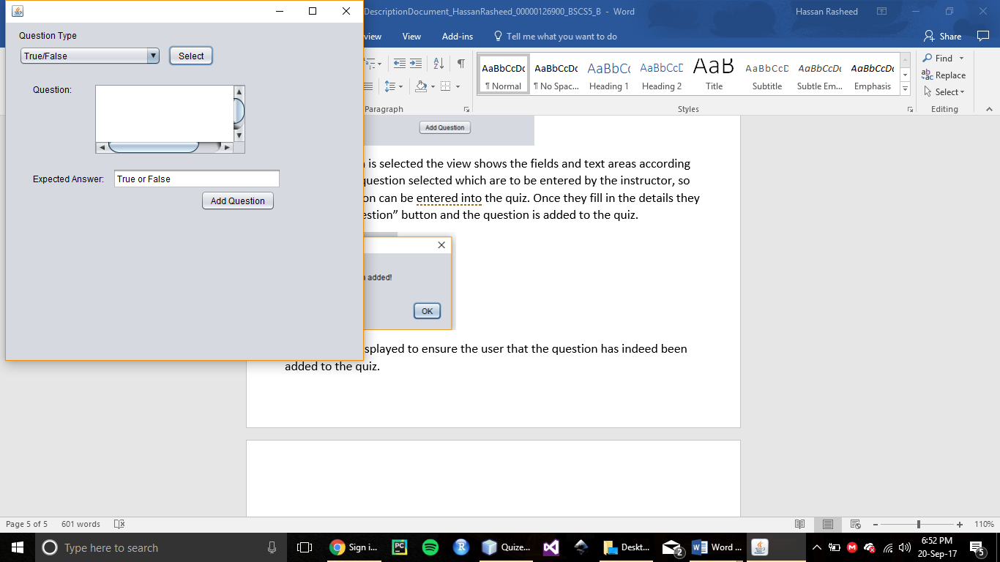 DescriptionDocument_HassanRasheed_00000126900_BSCS5_B - Word
Hassan Rasheed
View
Add-ins
Tell me what you want to do
Share
Question Type
True/False
Select
Question:
Expected Answer:
True or False
Add Question
AaBbCcDc
¶ Normal
AaBbCcDc
¶ No Spac...
AaBbC
Heading 1
AaBbCcD
Heading 2
AaB
Title
AaBbCcD
Subtitle
AaBbCcDc
Subtle Em...
AaBbCcDc
Emphasis
Find
Replace
Select
Paragraph
Styles
Editing
Add Question
is selected the view shows the fields and text areas according
question selected which are to be entered by the instructor, so
can be entered into the quiz. Once they fill in the details they
button and the question is added to the quiz.
added!
OK
to ensure the user that the question has indeed been
added to the quiz.
Page 5 of 5
601 words
110%
Type here to search
Sign i...
PC
R
Quize...
Deskt...
2
Word ...
6:52 PM
20-Sep-17
5